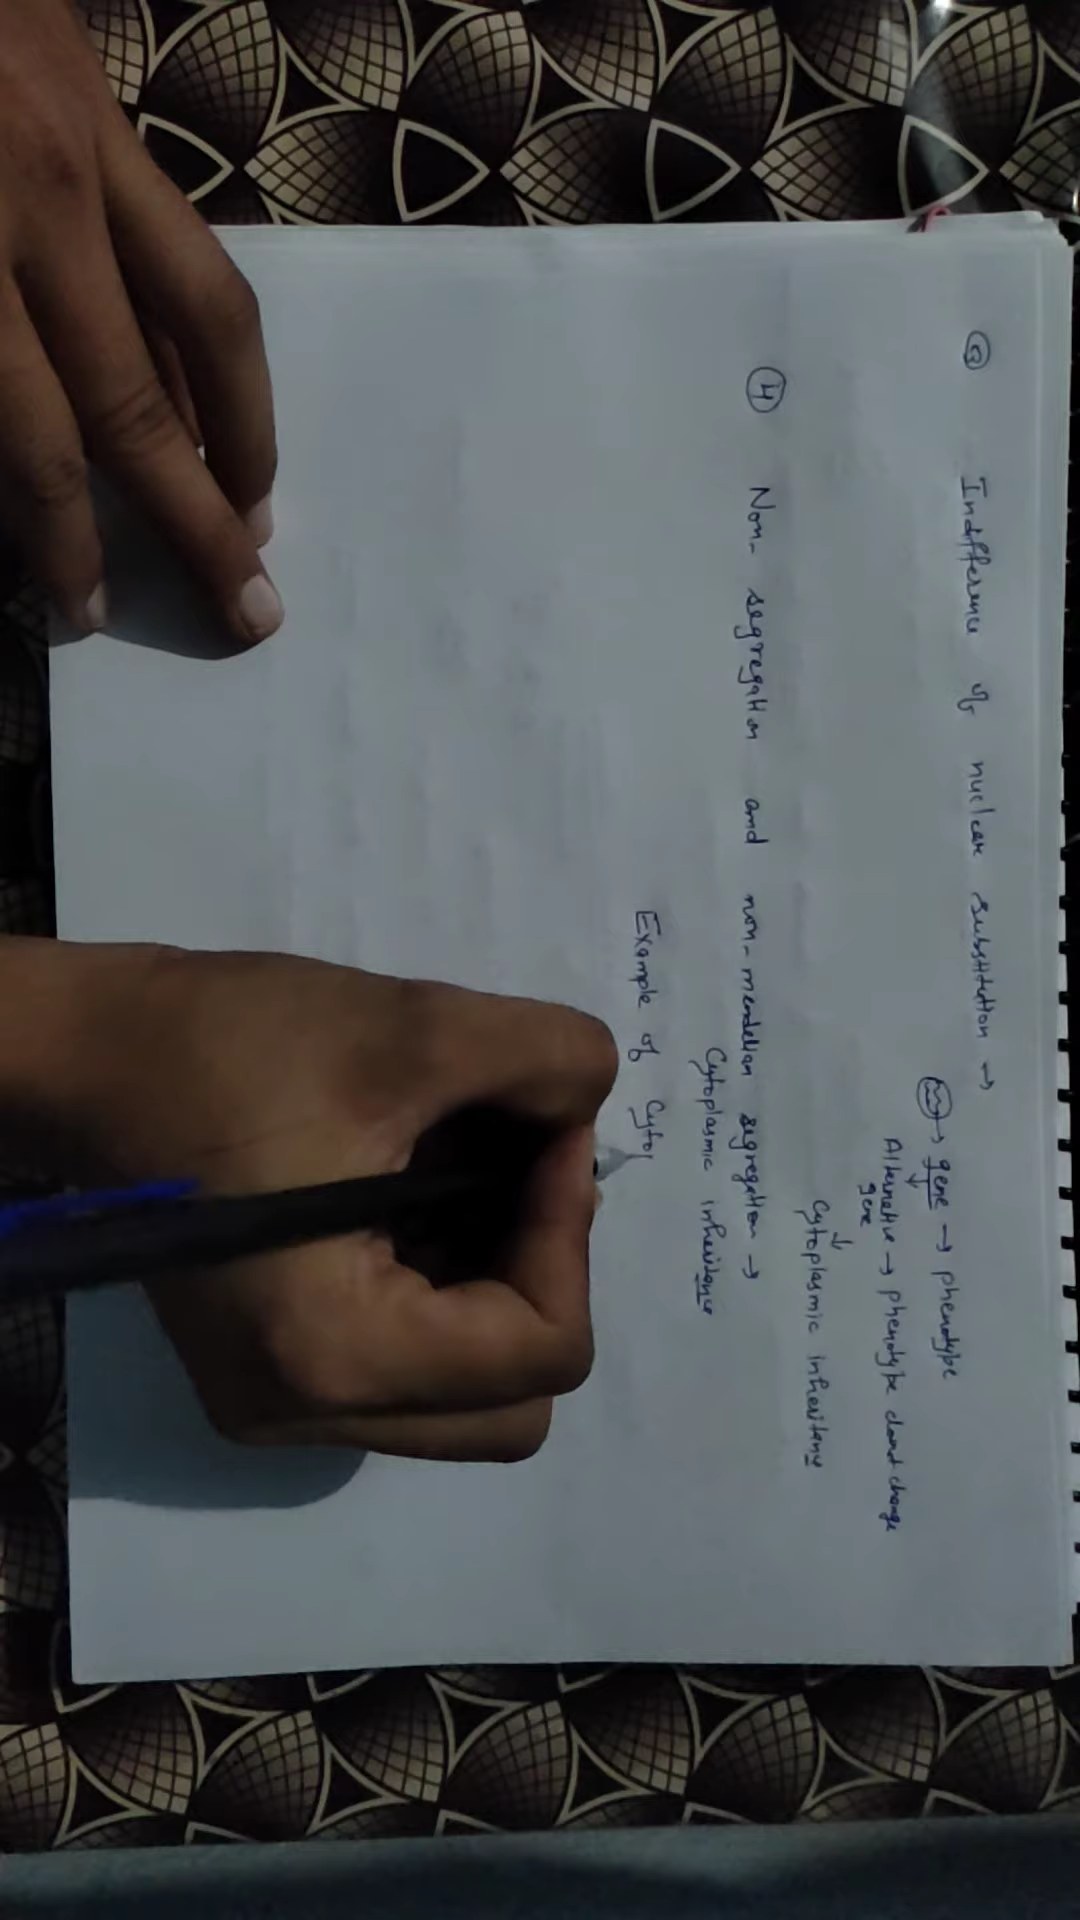 ③ Indifference of nuclear substitution →
→ gene → phenotype
↓
Alternative → phenotype donot change
gene
↓
Cytoplasmic inheritance
④ Non-segregation and non-mendelian segregation →
Cytoplasmic inheritance
Example of Cyto